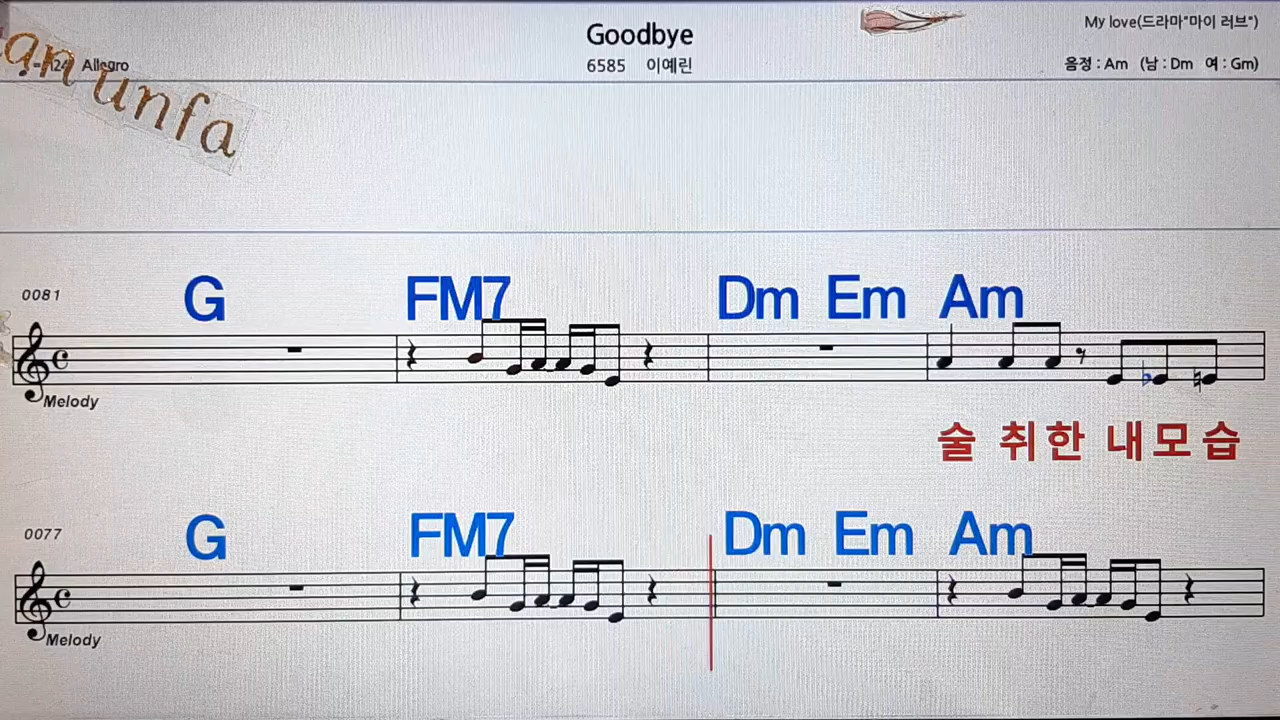 Goodbye
My love(드라마"마이 러브")
an unfa
Allegro
6585 이예린
음정 : Am (남 : Dm 여 : Gm)
0081 G FM7 Dm Em Am
Melody
술 취한 내모습
0077 G FM7 Dm Em Am
Melody